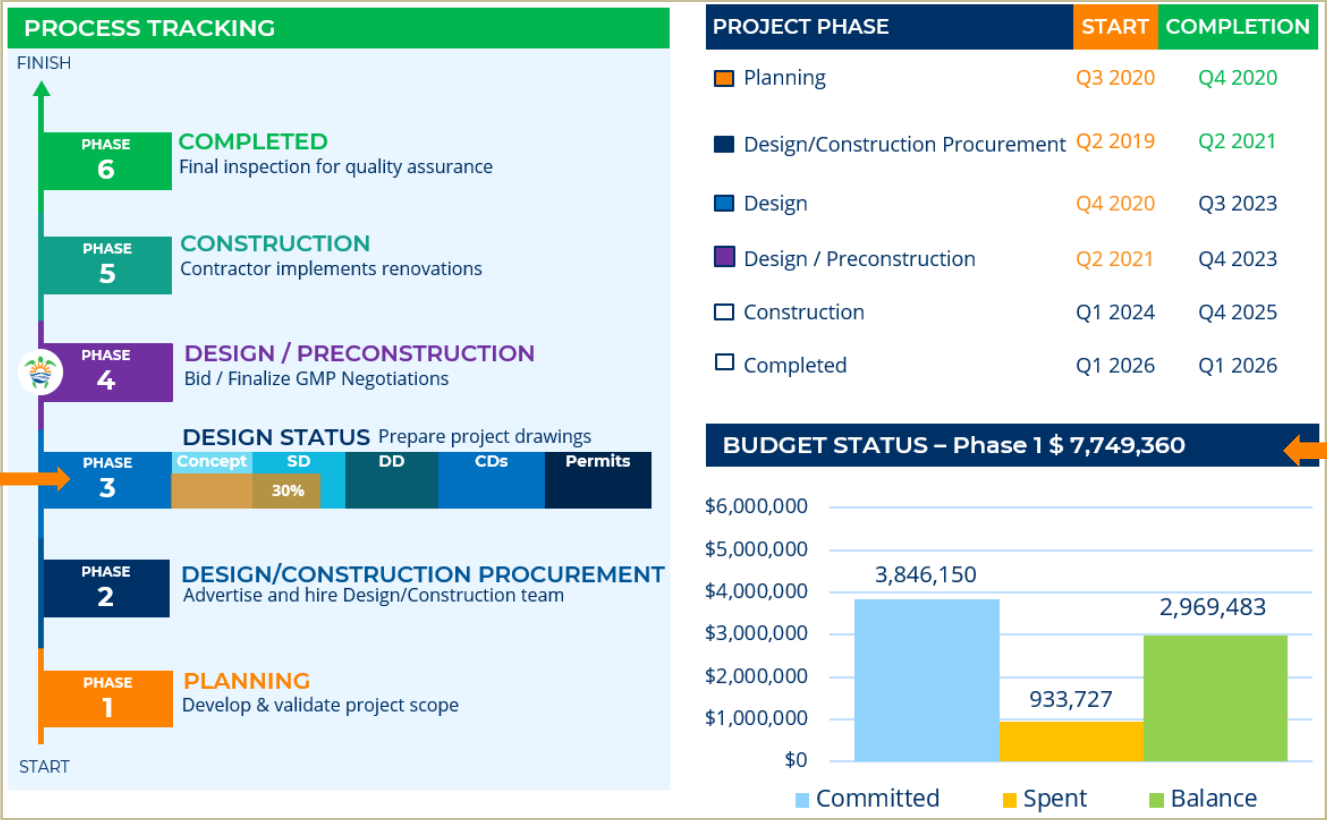 PROCESS TRACKING
FINISH
PHASE
6
COMPLETED
Final inspection for quality assurance
PHASE
5
CONSTRUCTION
Contractor implements renovations
PHASE
4
DESIGN / PRECONSTRUCTION
Bid / Finalize GMP Negotiations
DESIGN STATUS Prepare project drawings
PHASE
3
Concept SD DD CDs Permits
30%
PHASE
2
DESIGN/CONSTRUCTION PROCUREMENT
Advertise and hire Design/Construction team
PHASE
1
PLANNING
Develop & validate project scope
START
PROJECT PHASE START COMPLETION
Planning Q3 2020 Q4 2020
Design/Construction Procurement Q2 2019 Q2 2021
Design Q4 2020 Q3 2023
Design / Preconstruction Q2 2021 Q4 2023
Construction Q1 2024 Q4 2025
Completed Q1 2026 Q1 2026
BUDGET STATUS – Phase 1 $ 7,749,360
$6,000,000
$5,000,000
$4,000,000
$3,000,000
$2,000,000
$1,000,000
$0
3,846,150
933,727
2,969,483
Committed Spent Balance